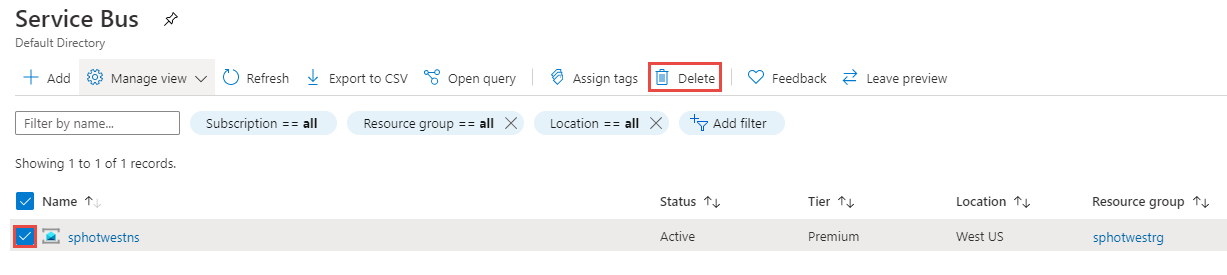 Service Bus
Default Directory
Add Manage view Refresh Export to CSV Open query Assign tags Delete Feedback Leave preview
Filter by name... Subscription == all Resource group == all Location == all Add filter
Showing 1 to 1 of 1 records.
Name Status Tier Location Resource group
sphotwestns Active Premium West US sphotwestrg